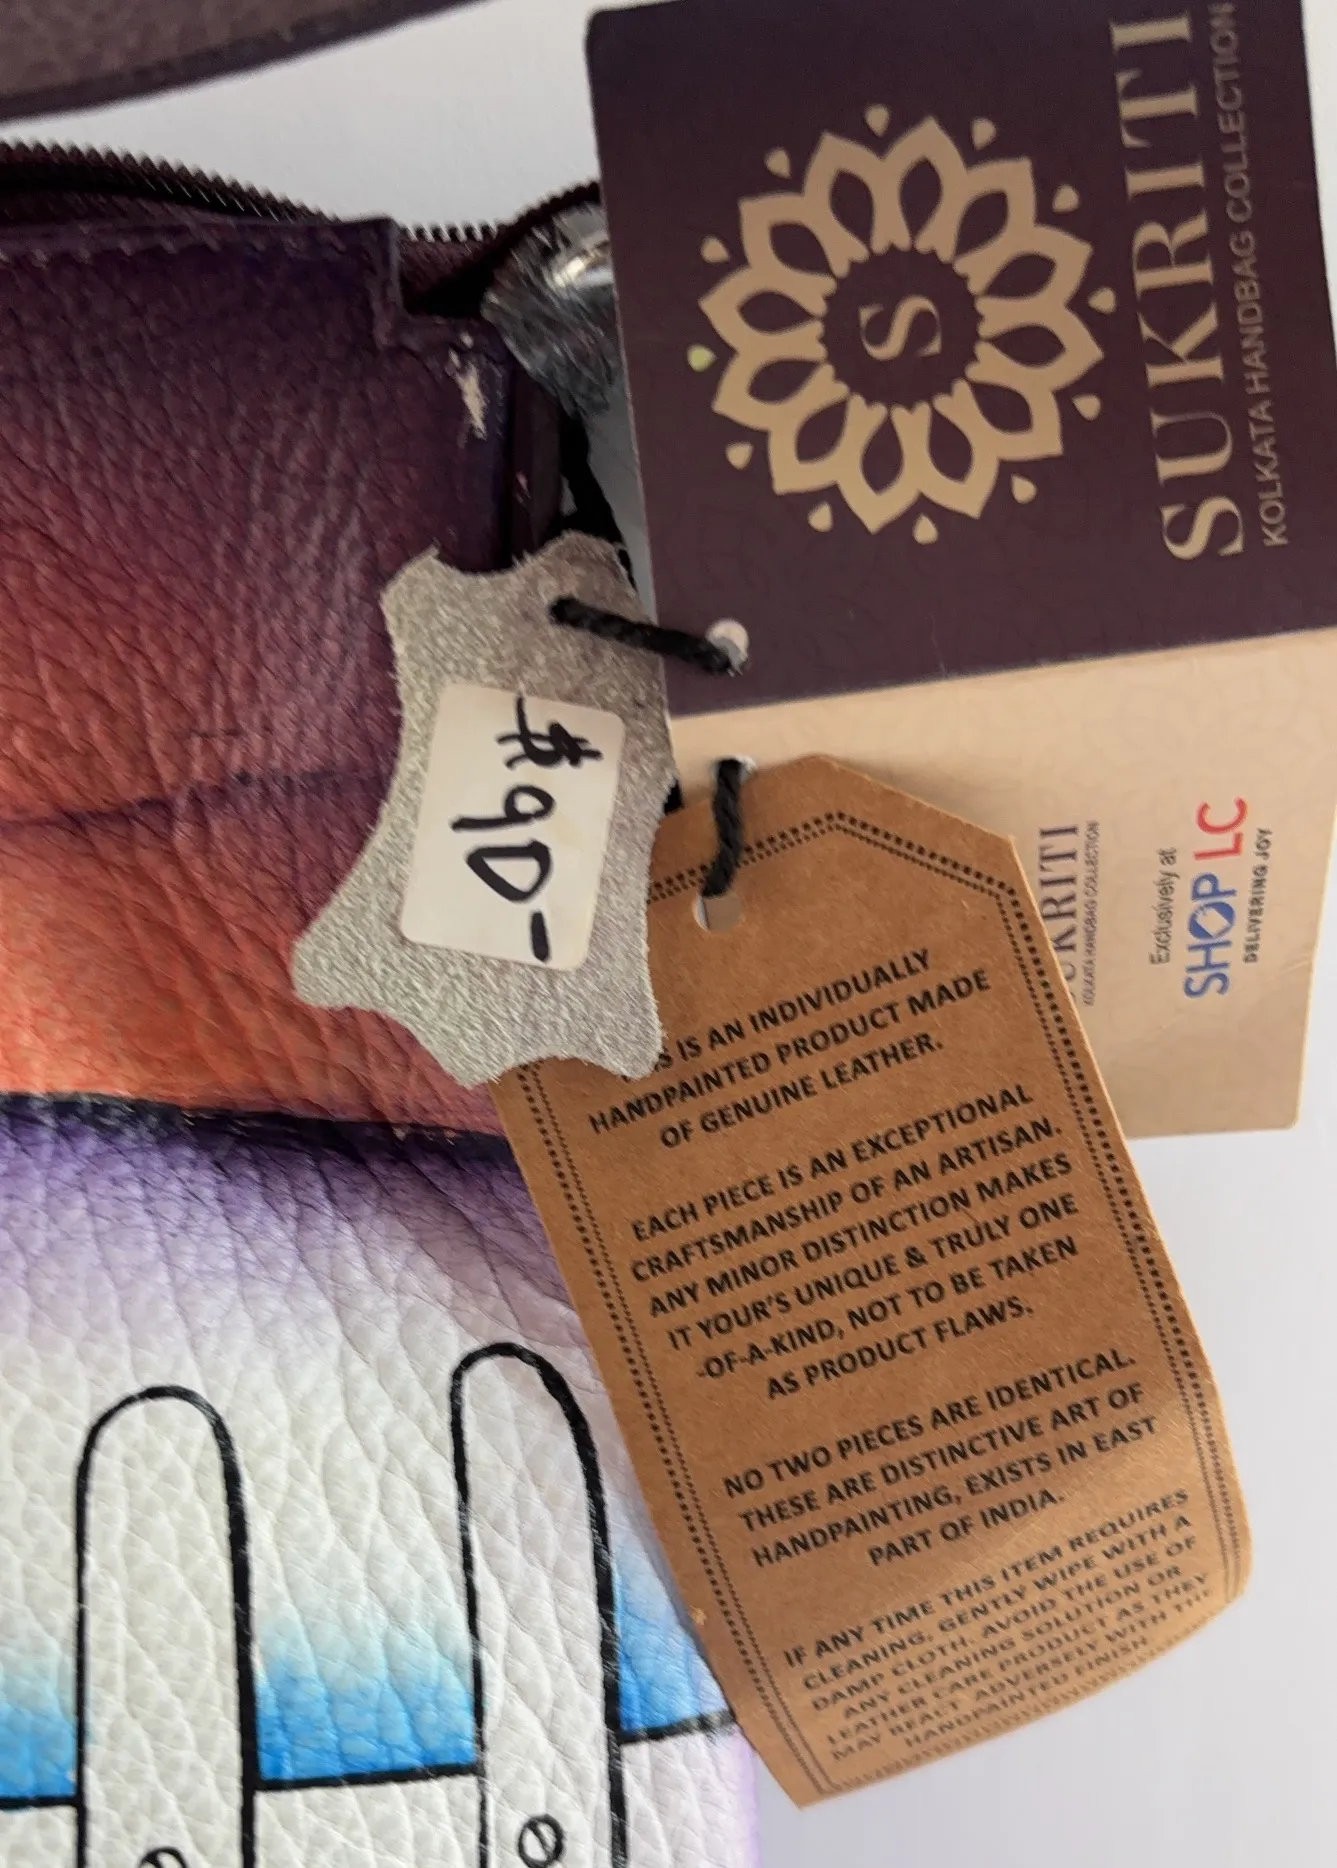 S
SUKRITI
KOLKATA HANDBAG COLLECTION
KRITI
KOLKATA HANDBAG COLLECTION
Exclusively at
SHOP LC
DELIVERING JOY
IS AN INDIVIDUALLY
HANDPAINTED PRODUCT MADE
OF GENUINE LEATHER.
EACH PIECE IS AN EXCEPTIONAL
CRAFTSMANSHIP OF AN ARTISAN.
ANY MINOR DISTINCTION MAKES
IT YOUR'S UNIQUE & TRULY ONE
-OF-A-KIND, NOT TO BE TAKEN
AS PRODUCT FLAWS.
NO TWO PIECES ARE IDENTICAL.
THESE ARE DISTINCTIVE ART OF
HANDPAINTING, EXISTS IN EAST
PART OF INDIA.
IF ANY TIME THIS ITEM REQUIRES
CLEANING, GENTLY WIPE WITH A
DAMP CLOTH. AVOID THE USE OF
ANY CLEANING SOLUTION OR
LEATHER CARE PRODUCT AS THEY
MAY REACT ADVERSELY WITH THE
HANDPAINTED FINISH